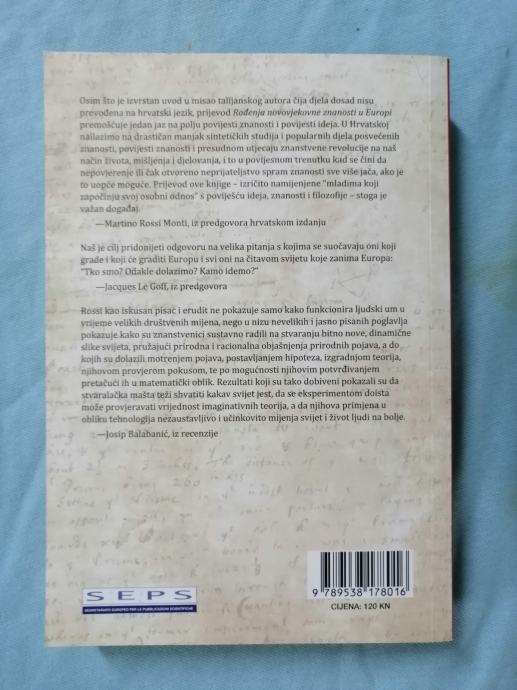 Osim što je izvrstan uvod u misao talijanskog autora čija djela dosad nisu
prevođena na hrvatski jezik, prijevod Rođenja novovjekovne znanosti u Europi
premošćuje jedan jaz na polju povijesti znanosti i povijesti ideja. U Hrvatskoj
nailazimo na drastičan manjak sintetičkih studija i popularnih djela posvećenih
znanosti, povijesti znanosti i presudnom utjecaju znanstvene revolucije na naš
način života, mišljenja i djelovanja, i to u povijesnom trenutku kad se čini da
nepovjerenje ili čak otvoreno neprijateljstvo spram znanosti sve više jača, ako je
to uopće moguće. Prijevod ove knjige – izričito namijenjene "mladima koji
započinju svoj osobni odnos" s poviješću ideja, znanosti i filozofije – stoga je
važan događaj.
—Martino Rossi Monti, iz predgovora hrvatskom izdanju
Naš je cilj pridonijeti odgovoru na velika pitanja s kojima se suočavaju oni koji
grade i koji će graditi Europu i svi oni na čitavom svijetu koje zanima Europa:
"Tko smo? Odakle dolazimo? Kamo idemo?"
—Jacques Le Goff, iz predgovora
Rossi kao iskusan pisac i erudit ne pokazuje samo kako funkcionira ljudski um u
vrijeme velikih društvenih mijena, nego u nizu nevelikih i jasno pisanih poglavlja
pokazuje kako su znanstvenici sustavno radili na stvaranju bitno nove, dinamične
slike svijeta, pružajući prirodna i racionalna objašnjenja prirodnih pojava, a do
kojih su dolazili motrenjem pojava, postavljanjem hipoteza, izgradnjom teorija,
njihovom provjerom pokusom, te po mogućnosti njihovim potvrđivanjem
pretačući ih u matematički oblik. Rezultati koji su tako dobiveni pokazali su da
stvaralačka mašta teži shvatiti kakav svijet jest, da se eksperimentom doista
može provjeravati vrijednost imaginativnih teorija, a da njihova primjena u
obliku tehnologija nezaustavljivo i učinkovito mijenja svijet i život ljudi na bolje.
—Josip Balabanić, iz recenzije
SEPS
SEGRETARIATO EUROPEO PER LE PUBBLICAZIONI SCIENTIFICHE
9 789538 178016
CIJENA: 120 KN